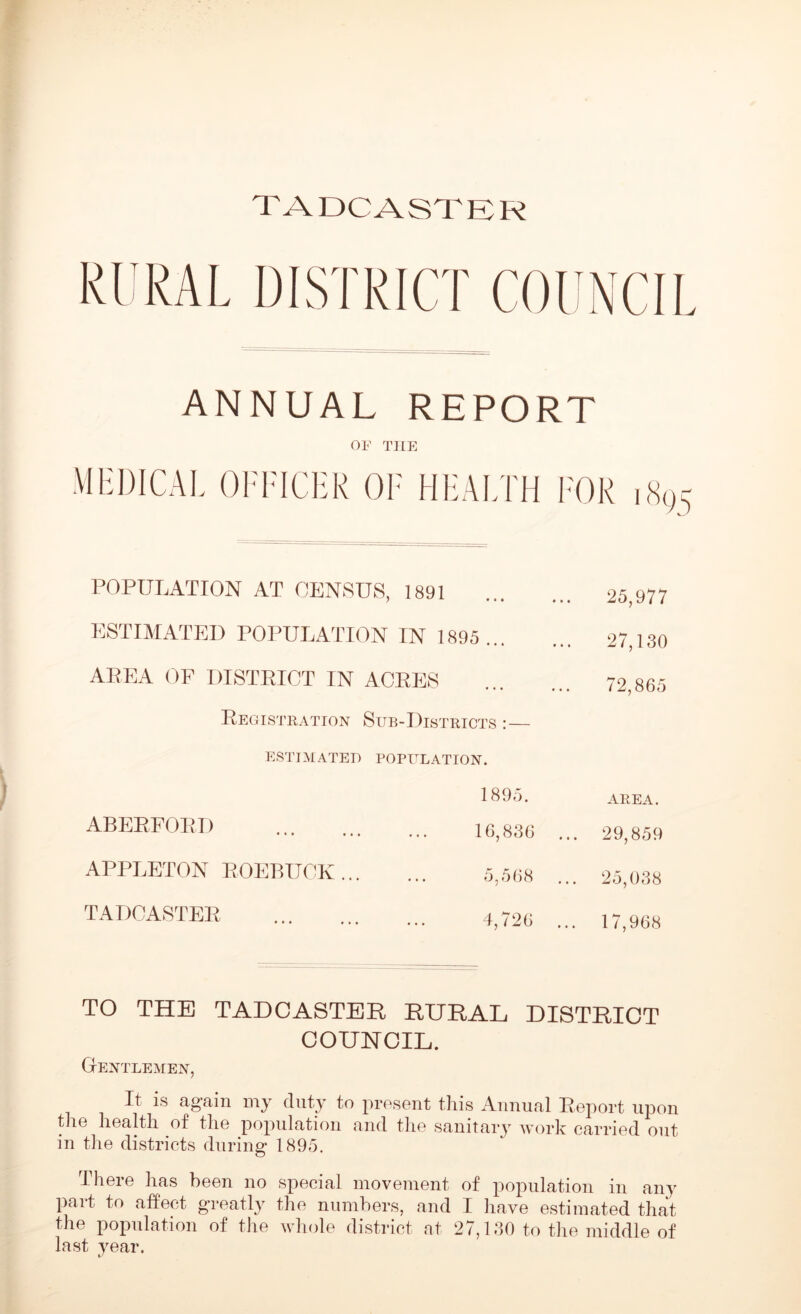 TADCASTER
RURAL DISTRICT COUNCIL
ANNUAL REPORT
OF THE
MEDICAL OFFICER OF HEALTH FOR 1895
POPULATION AT CENSUS, 1891 ... ... 25,977
ESTIMATED POPULATION IN 1895... ... 27,130
AREA OF DISTRICT IN ACRES ... ... 72,865
Registration Sub-Districts:—
ESTIMATED POPULATION.
1895. AREA.
ABERFORD ... ... ... 16,836 ... 29,859
APPLETON ROEBUCK... ... 5,568 ... 25,038
TADCASTER ... ... ... 4,726 ... 17,968
TO THE TADCASTER RURAL DISTRICT
COUNCIL.
Gentlemen,
It is again my duty to present this Annual Report upon
the health of the population and the sanitary work carried out
in the districts during 1895.
There has been no special movement of population in any
part to affect greatly the numbers, and I have estimated that
the population of the whole district at 27,130 to the middle of
last year.